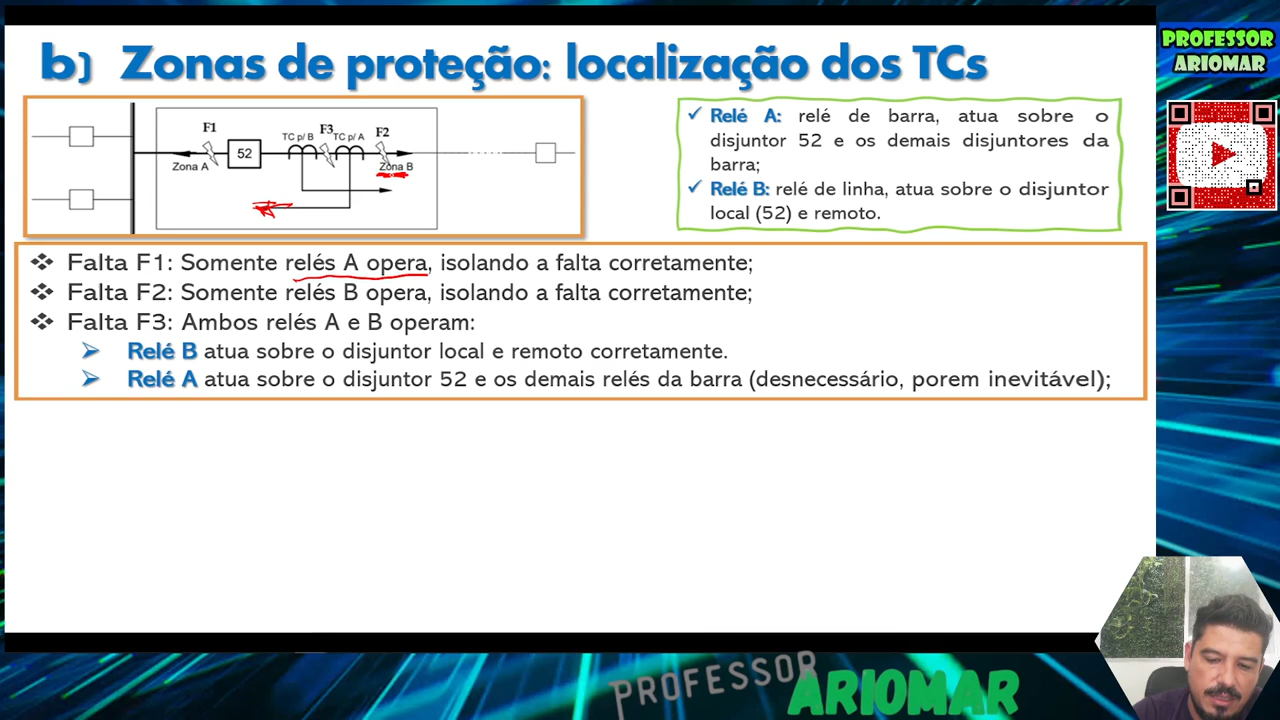 b) Zonas de proteção: localização dos TCs
PROFESSOR
ARIOMAR
F1
F3
F2
TC p/ B
TC p/ A
52
Zona A
Zona B
✓ Relé A: relé de barra, atua sobre o
disjuntor 52 e os demais disjuntores da
barra;
✓ Relé B: relé de linha, atua sobre o disjuntor
local (52) e remoto.
❖ Falta F1: Somente relés A opera, isolando a falta corretamente;
❖ Falta F2: Somente relés B opera, isolando a falta corretamente;
❖ Falta F3: Ambos relés A e B operam:
➢ Relé B atua sobre o disjuntor local e remoto corretamente.
➢ Relé A atua sobre o disjuntor 52 e os demais relés da barra (desnecessário, porem inevitável);
PROFESSOR
ARIOMAR